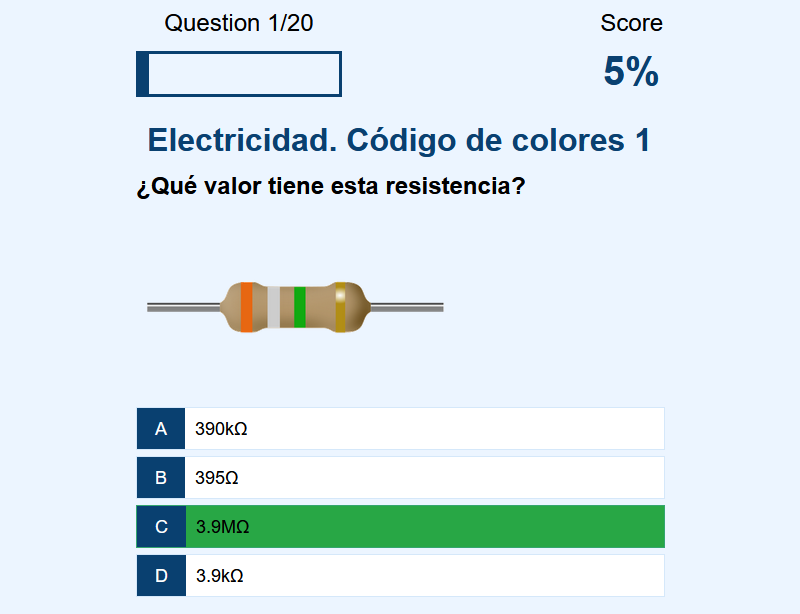 Question 1/20
Score
5%
Electricidad. Código de colores 1
¿Qué valor tiene esta resistencia?
A 390kΩ
B 395Ω
C 3.9MΩ
D 3.9kΩ